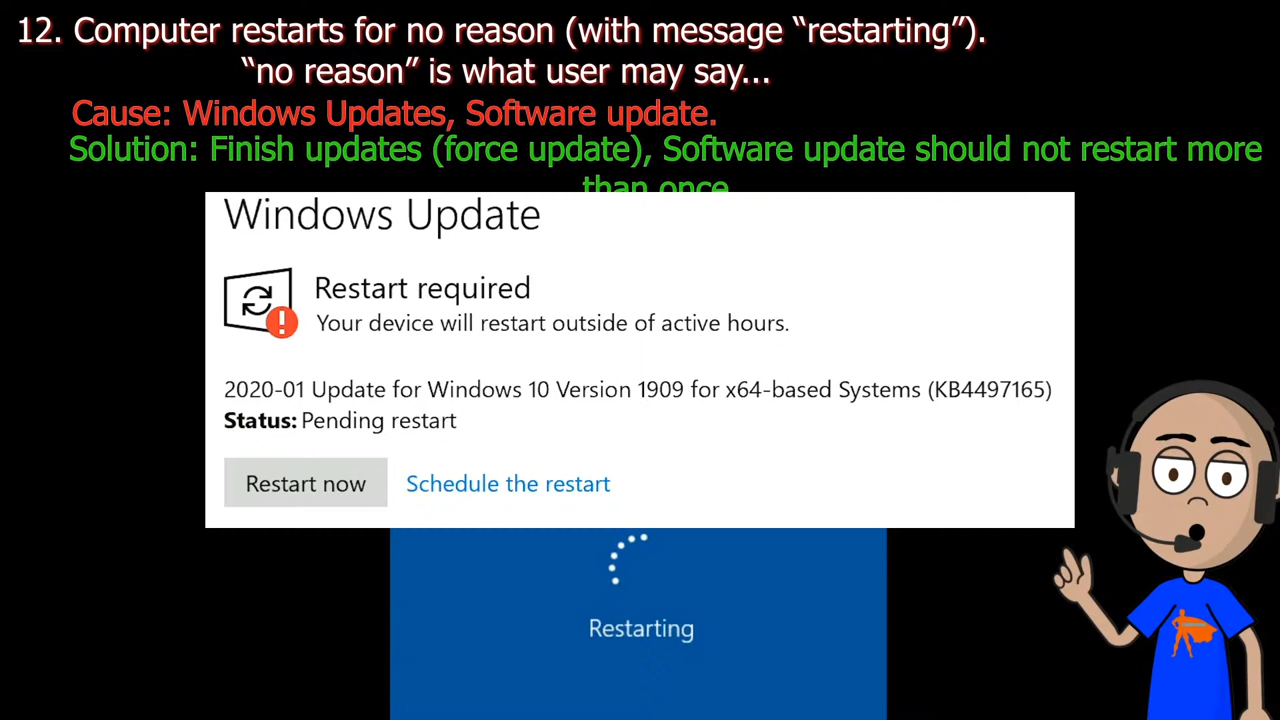 12. Computer restarts for no reason (with message “restarting”).
“no reason” is what user may say...
Cause: Windows Updates, Software update.
Solution: Finish updates (force update), Software update should not restart more
than once
Windows Update
Restart required
Your device will restart outside of active hours.
2020-01 Update for Windows 10 Version 1909 for x64-based Systems (KB4497165)
Status: Pending restart
Restart now Schedule the restart
Restarting